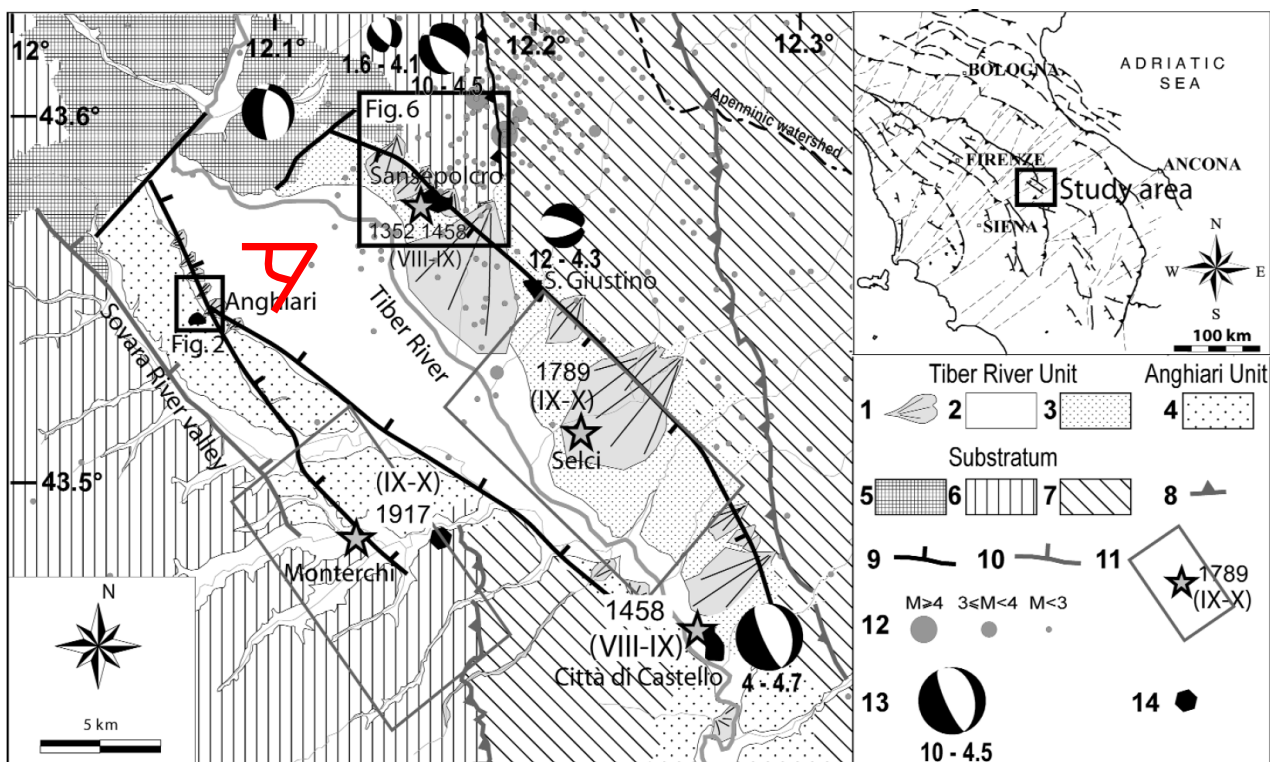 12°
12.1°
12.2°
12.3°
1.6 - 4.1
10 - 4.5
43.6°
Fig.6
Apenninic watershed
Sansepolcro
1352 1458
(VIII-IX)
12 - 4.3
S. Giustino
Anghiari
Fig. 2
Tiber River
Sovara River valley
1789
(IX-X)
Selci
43.5°
(IX-X)
1917
Monterchi
1458
(VIII-IX)
Città di Castello
4 - 4.7
N
5 km
BOLOGNA
ADRIATIC
SEA
FIRENZE
ANCONA
Study area
SIENA
N
W E
S
100 km
Tiber River Unit
Anghiari Unit
1 2 3 4
Substratum
5 6 7 8
9 10 11
1789
(IX-X)
M⩾4 3⩽M<4 M<3
12
13
10 - 4.5
14